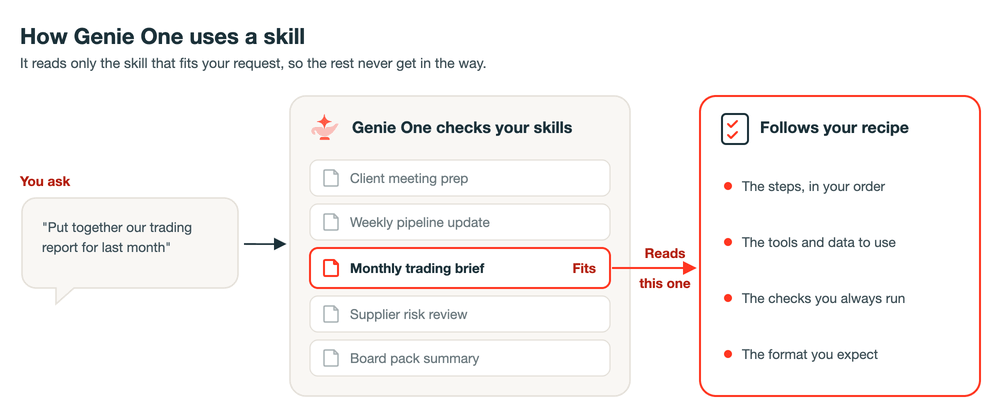 How Genie One uses a skill
It reads only the skill that fits your request, so the rest never get in the way.
You ask
"Put together our trading
report for last month"
Genie One checks your skills
Client meeting prep
Weekly pipeline update
Monthly trading brief
Fits
Supplier risk review
Board pack summary
Reads
this one
Follows your recipe
The steps, in your order
The tools and data to use
The checks you always run
The format you expect